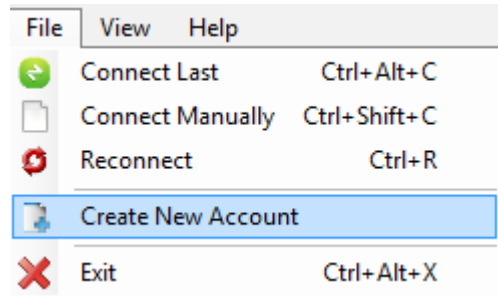 File View Help
Connect Last Ctrl+Alt+C
Connect Manually Ctrl+Shift+C
Reconnect Ctrl+R
Create New Account
Exit Ctrl+Alt+X